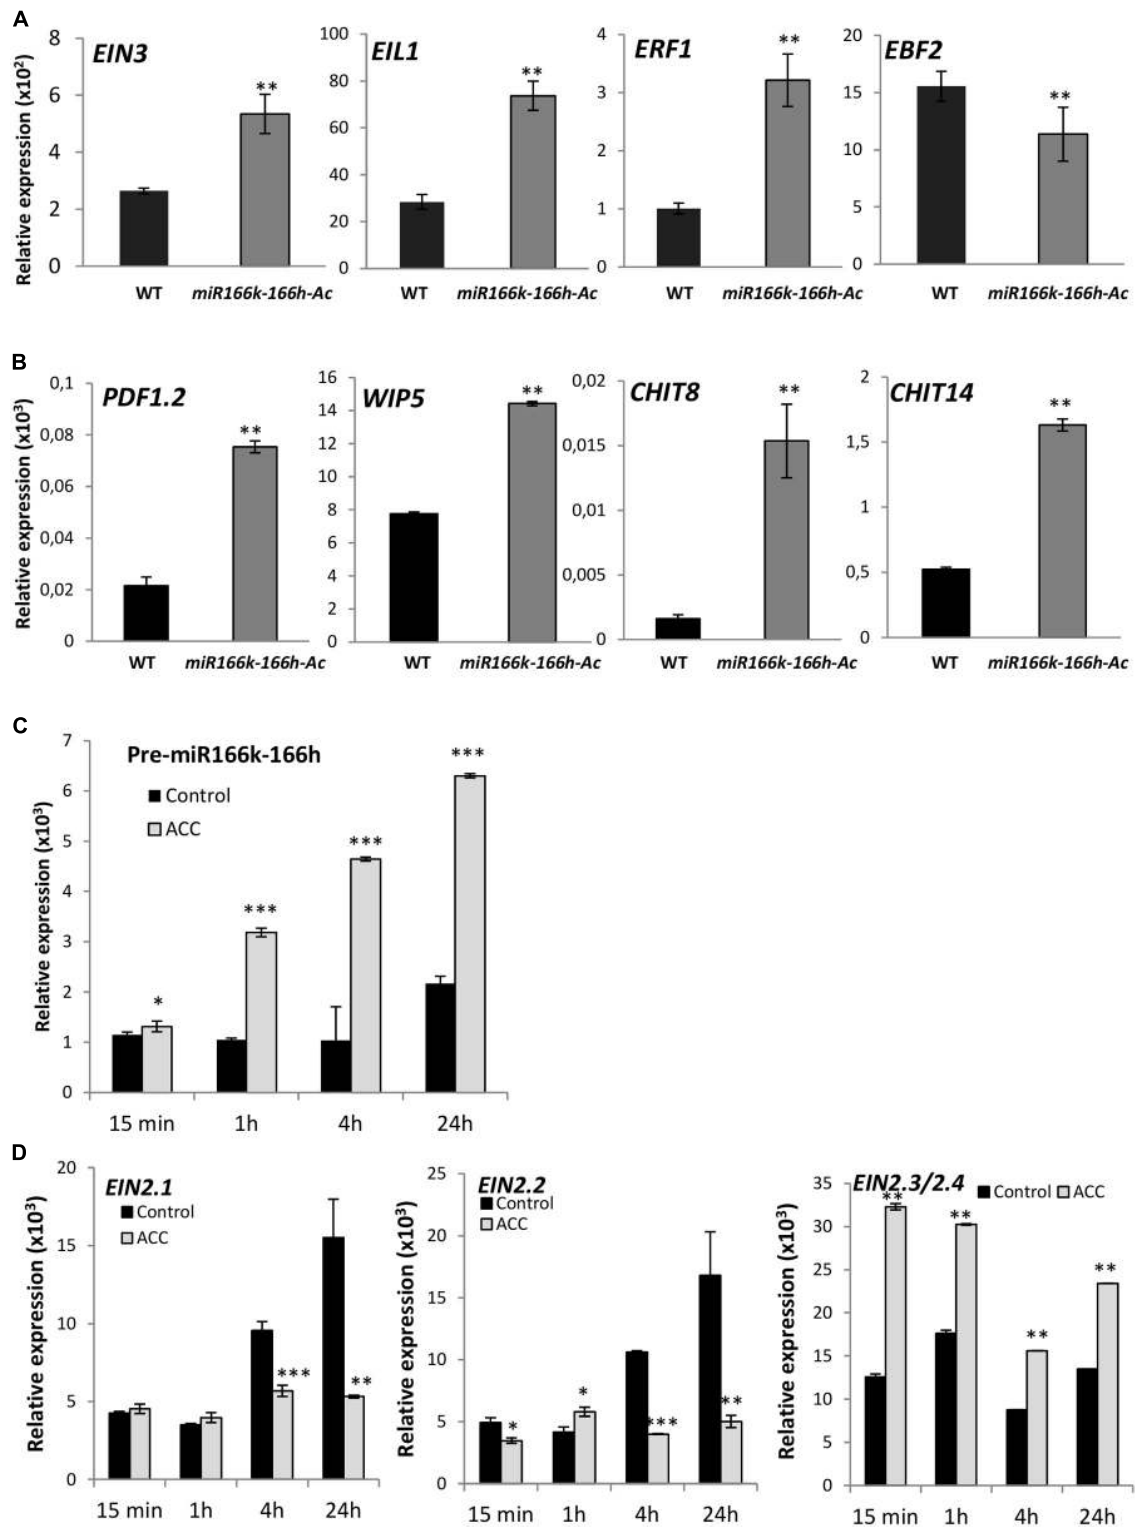 A
Relative expression (x10²)
EIN3
8
6
4
2
0
**
WT
miR166k-166h-Ac
EIL1
100
80
60
40
20
0
**
WT
miR166k-166h-Ac
ERF1
4
3
2
1
0
**
WT
miR166k-166h-Ac
EBF2
20
15
10
5
0
**
WT
miR166k-166h-Ac
B
Relative expression (x10³)
PDF1.2
0,1
0,08
0,06
0,04
0,02
0
**
WT
miR166k-166h-Ac
WIP5
16
14
12
10
8
6
4
2
0
**
WT
miR166k-166h-Ac
CHIT8
0,02
0,015
0,01
0,005
0
**
WT
miR166k-166h-Ac
CHIT14
2
1,5
1
0,5
0
**
WT
miR166k-166h-Ac
C
Relative expression (x10³)
Pre-miR166k-166h
Control
ACC
7
6
5
4
3
2
1
0
*
***
***
***
15 min
1h
4h
24h
D
Relative expression (x10³)
EIN2.1
Control
ACC
20
15
10
5
0
***
**
15 min
1h
4h
24h
Relative expression (x10³)
EIN2.2
Control
ACC
25
20
15
10
5
0
*
*
***
**
15 min
1h
4h
24h
Relative expression (x10³)
EIN2.3/2.4
Control
ACC
35
30
25
20
15
10
5
0
**
**
**
**
15 min
1h
4h
24h